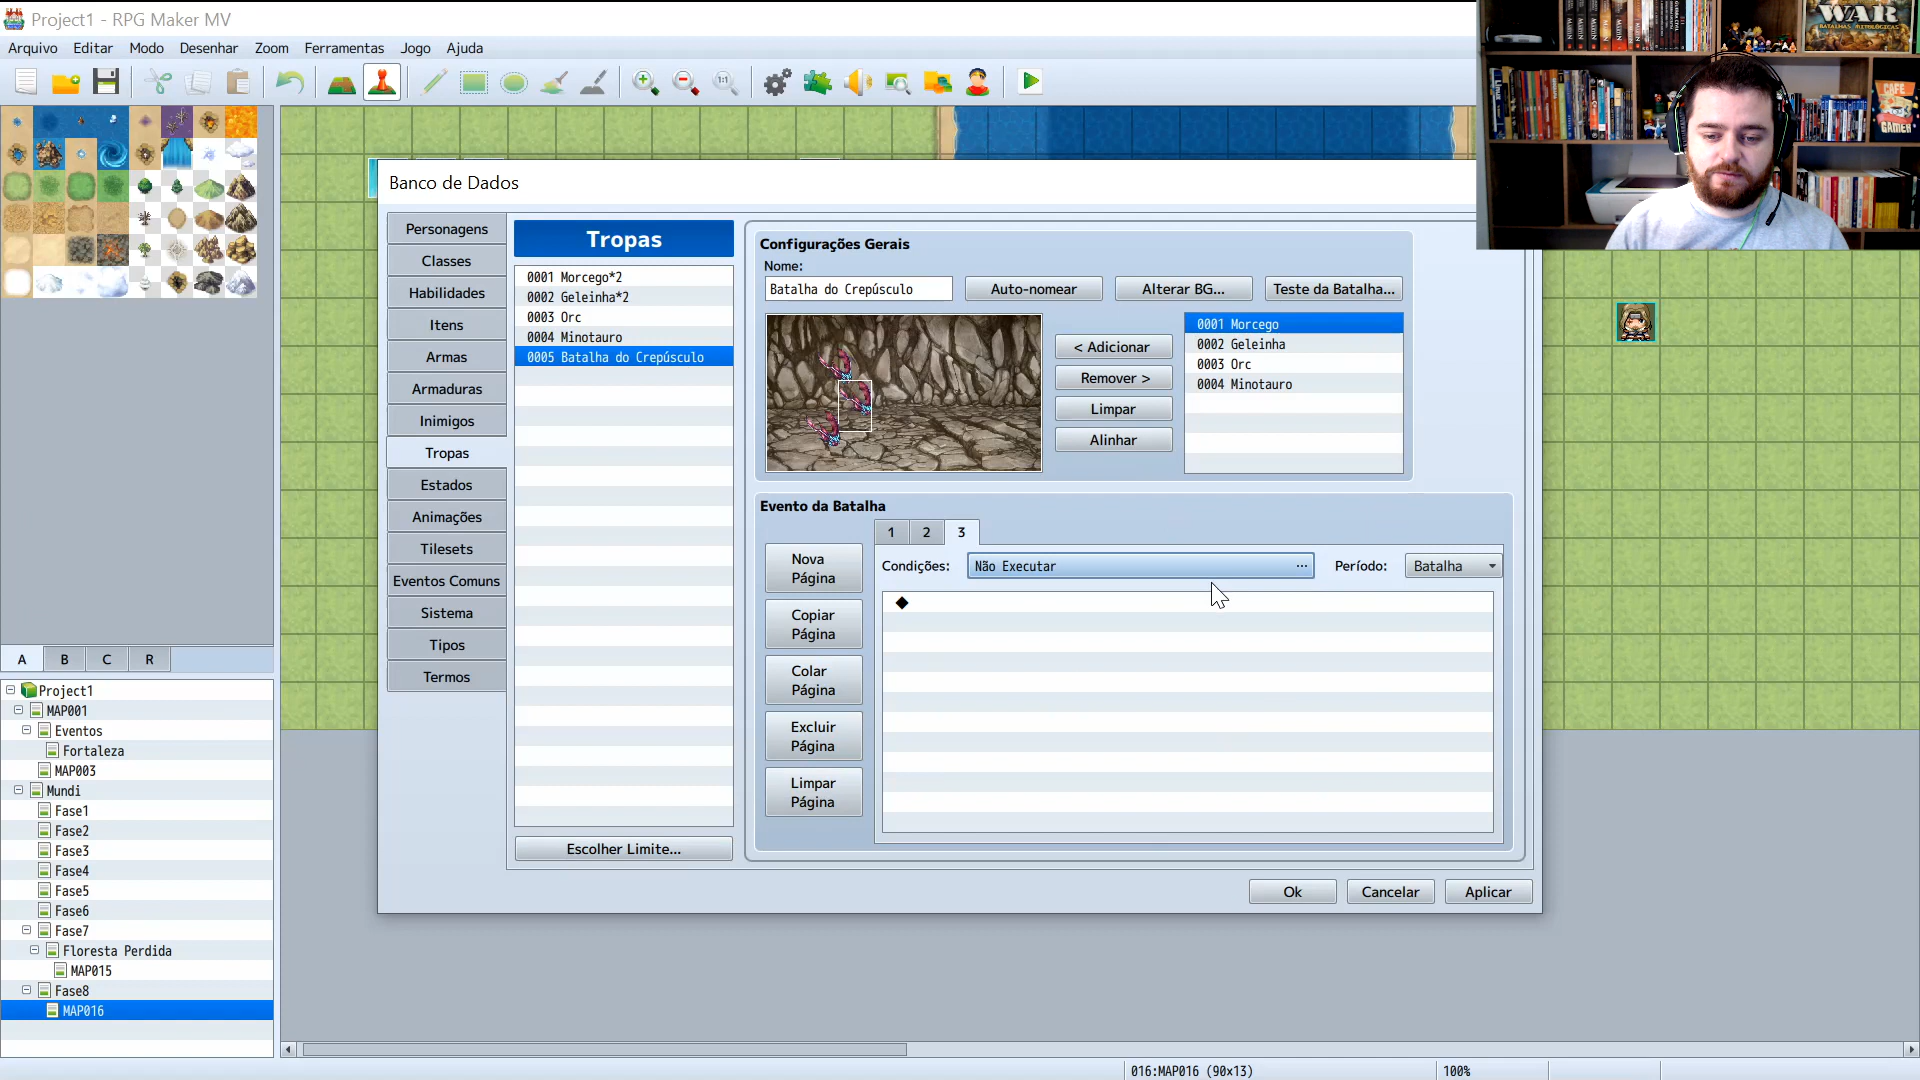 Project1 - RPG Maker MV
Arquivo Editar Modo Desenhar Zoom Ferramentas Jogo Ajuda
1:1
WAR
CAFE
GAMER
Banco de Dados
Personagens
Classes
Habilidades
Itens
Armas
Armaduras
Inimigos
Tropas
Estados
Animações
Tilesets
Eventos Comuns
Sistema
Tipos
Termos
Tropas
0001 Morcego*2
0002 Geleinha*2
0003 Orc
0004 Minotauro
0005 Batalha do Crepúsculo
Escolher Limite...
Configurações Gerais
Nome:
Batalha do Crepúsculo
Auto-nomear
Alterar BG...
Teste da Batalha...
< Adicionar
Remover >
Limpar
Alinhar
0001 Morcego
0002 Geleinha
0003 Orc
0004 Minotauro
Evento da Batalha
1 2 3
Nova
Página
Copiar
Página
Colar
Página
Excluir
Página
Limpar
Página
Condições: Não Executar ... Período: Batalha
◆
Ok Cancelar Aplicar
A B C R
Project1
MAP001
Eventos
Fortaleza
MAP003
Mundi
Fase1
Fase2
Fase3
Fase4
Fase5
Fase6
Fase7
Floresta Perdida
MAP015
Fase8
MAP016
016:MAP016 (90x13) 100%